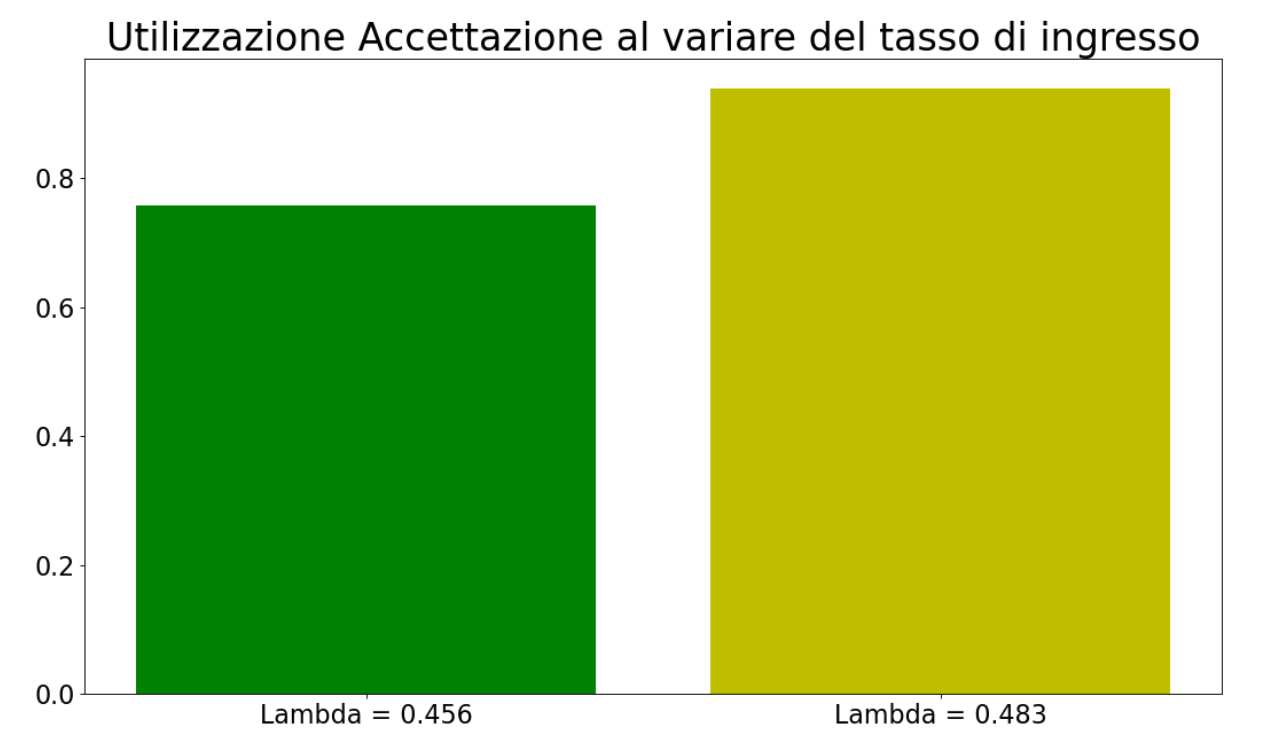 Utilizzazione Accettazione al variare del tasso di ingresso
0.8
0.6
0.4
0.2
0.0
Lambda = 0.456
Lambda = 0.483